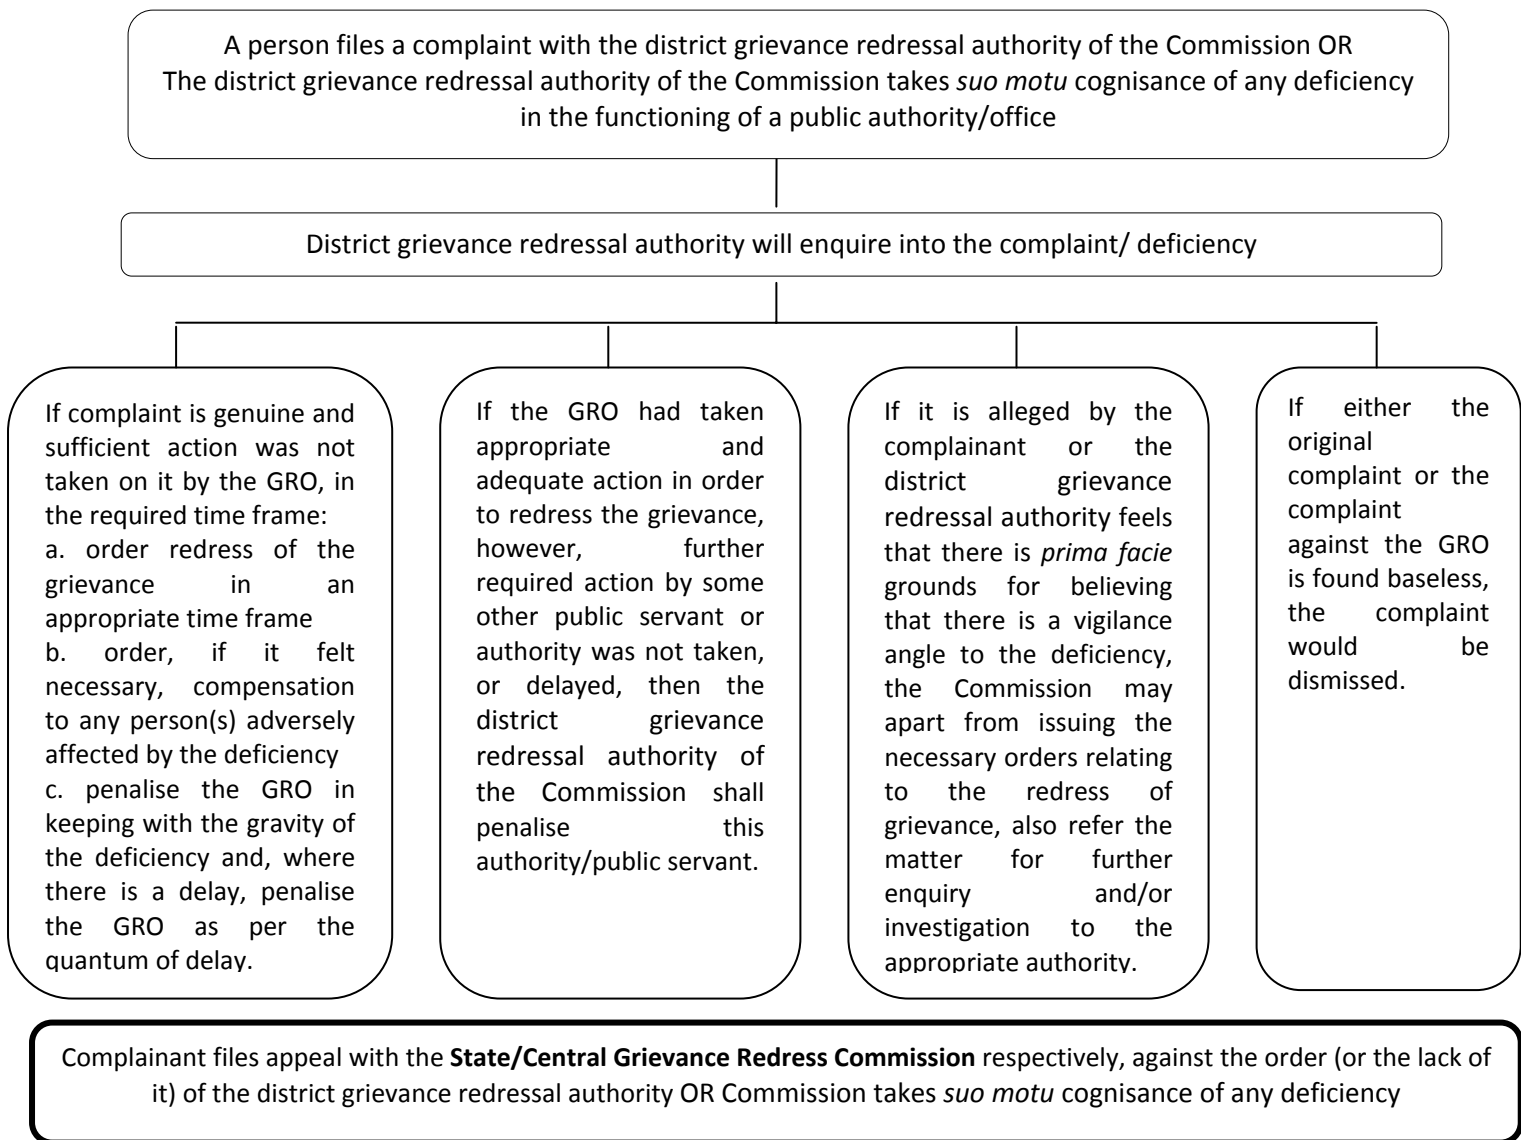 A person files a complaint with the district grievance redressal authority of the Commission OR
The district grievance redressal authority of the Commission takes suo motu cognisance of any deficiency
in the functioning of a public authority/office
District grievance redressal authority will enquire into the complaint/ deficiency
If complaint is genuine and
sufficient action was not
taken on it by the GRO, in
the required time frame:
a. order redress of the
grievance in an
appropriate time frame
b. order, if it felt
necessary, compensation
to any person(s) adversely
affected by the deficiency
c. penalise the GRO in
keeping with the gravity of
the deficiency and, where
there is a delay, penalise
the GRO as per the
quantum of delay.
If the GRO had taken
appropriate and
adequate action in order
to redress the grievance,
however, further
required action by some
other public servant or
authority was not taken,
or delayed, then the
district grievance
redressal authority of
the Commission shall
penalise this
authority/public servant.
If it is alleged by the
complainant or the
district grievance
redressal authority feels
that there is prima facie
grounds for believing
that there is a vigilance
angle to the deficiency,
the Commission may
apart from issuing the
necessary orders relating
to the redress of
grievance, also refer the
matter for further
enquiry and/or
investigation to the
appropriate authority.
If either the
original
complaint or the
complaint
against the GRO
is found baseless,
the complaint
would be
dismissed.
Complainant files appeal with the State/Central Grievance Redress Commission respectively, against the order (or the lack of
it) of the district grievance redressal authority OR Commission takes suo motu cognisance of any deficiency